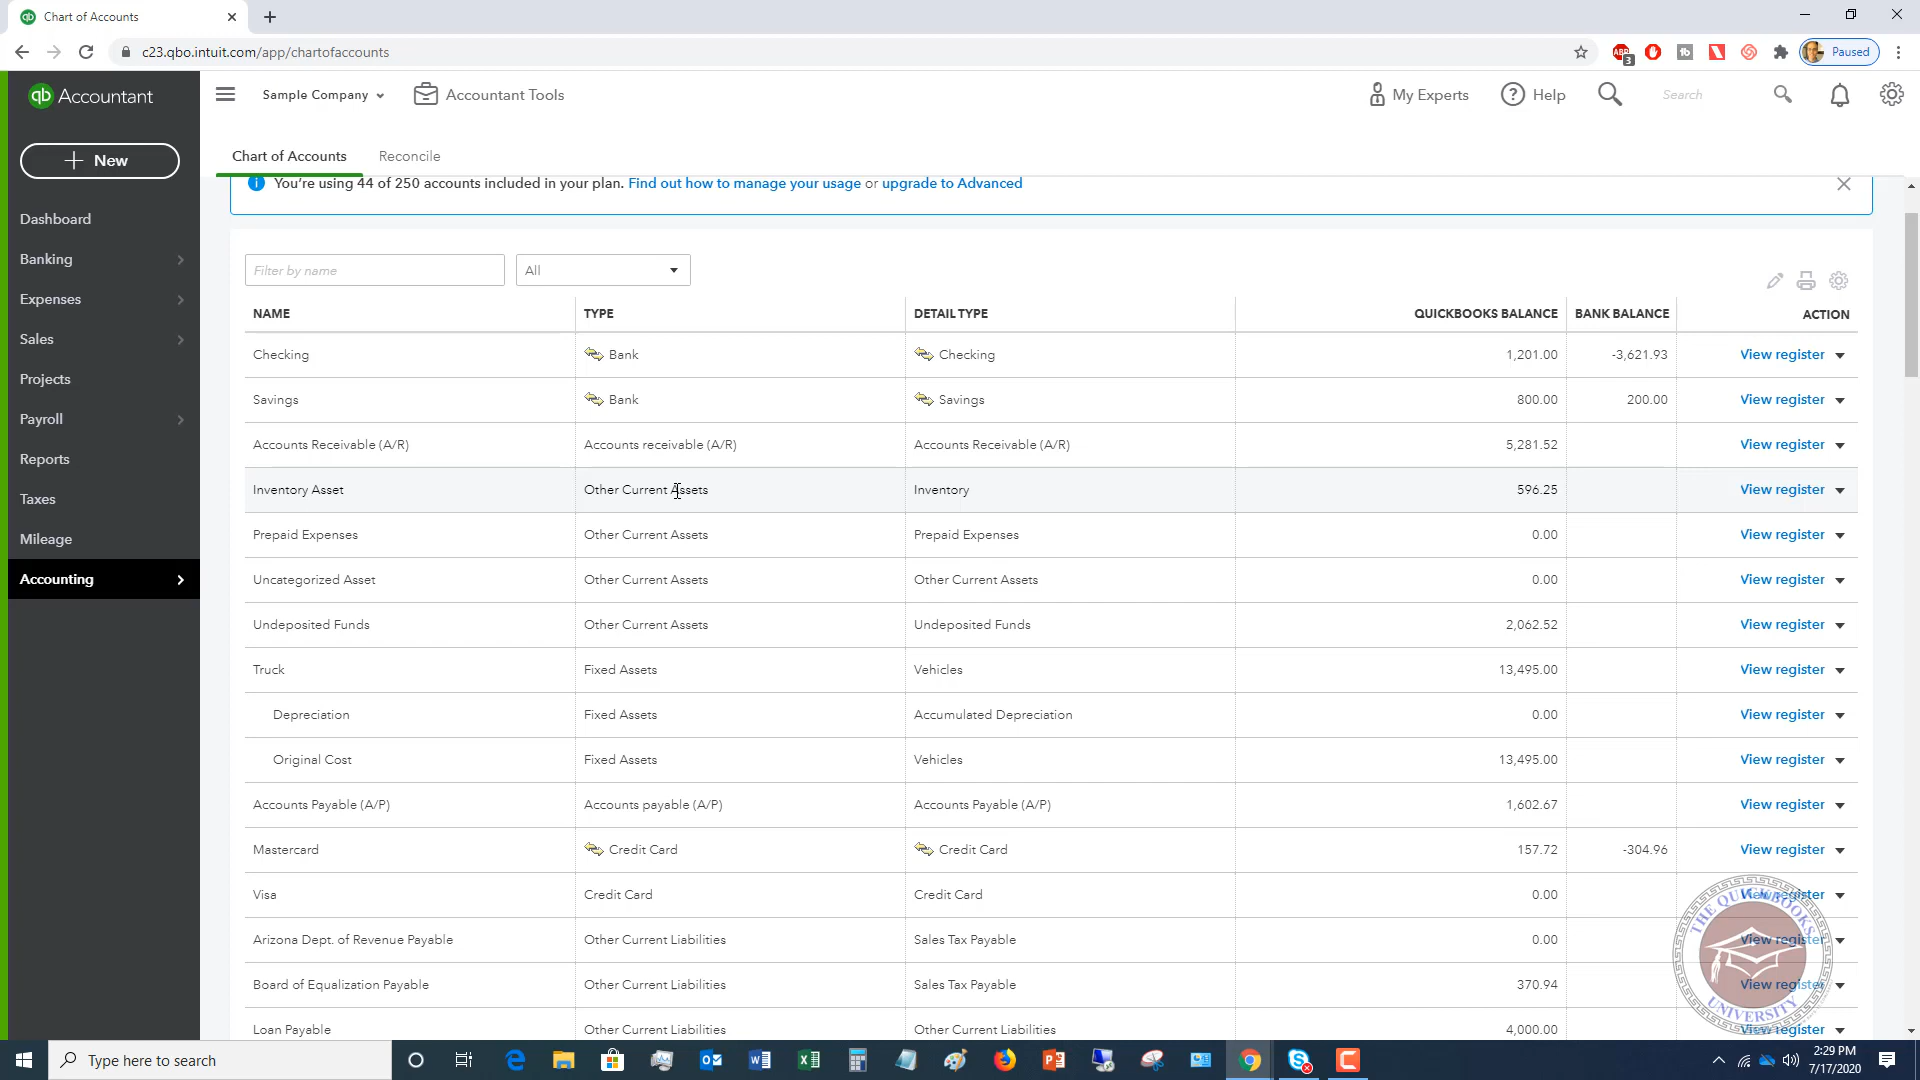 Chart of Accounts
c23.qbo.intuit.com/app/chartofaccounts
3
Paused
qb Accountant
Sample Company
Accountant Tools
My Experts
Help
Search
New
Chart of Accounts
Reconcile
You're using 44 of 250 accounts included in your plan. Find out how to manage your usage or upgrade to Advanced
Dashboard
Banking
Expenses
Sales
Projects
Payroll
Reports
Taxes
Mileage
Accounting
Filter by name
All
NAME TYPE DETAIL TYPE QUICKBOOKS BALANCE BANK BALANCE ACTION
Checking Bank Checking 1,201.00 -3,621.93 View register
Savings Bank Savings 800.00 200.00 View register
Accounts Receivable (A/R) Accounts receivable (A/R) Accounts Receivable (A/R) 5,281.52 View register
Inventory Asset Other Current Assets Inventory 596.25 View register
Prepaid Expenses Other Current Assets Prepaid Expenses 0.00 View register
Uncategorized Asset Other Current Assets Other Current Assets 0.00 View register
Undeposited Funds Other Current Assets Undeposited Funds 2,062.52 View register
Truck Fixed Assets Vehicles 13,495.00 View register
Depreciation Fixed Assets Accumulated Depreciation 0.00 View register
Original Cost Fixed Assets Vehicles 13,495.00 View register
Accounts Payable (A/P) Accounts payable (A/P) Accounts Payable (A/P) 1,602.67 View register
Mastercard Credit Card Credit Card 157.72 -304.96 View register
Visa Credit Card Credit Card 0.00 View register
Arizona Dept. of Revenue Payable Other Current Liabilities Sales Tax Payable 0.00 View register
Board of Equalization Payable Other Current Liabilities Sales Tax Payable 370.94 View register
Loan Payable Other Current Liabilities Other Current Liabilities 4,000.00 View register
THE QUICKBOOKS
UNIVERSITY
Type here to search
2:29 PM
7/17/2020